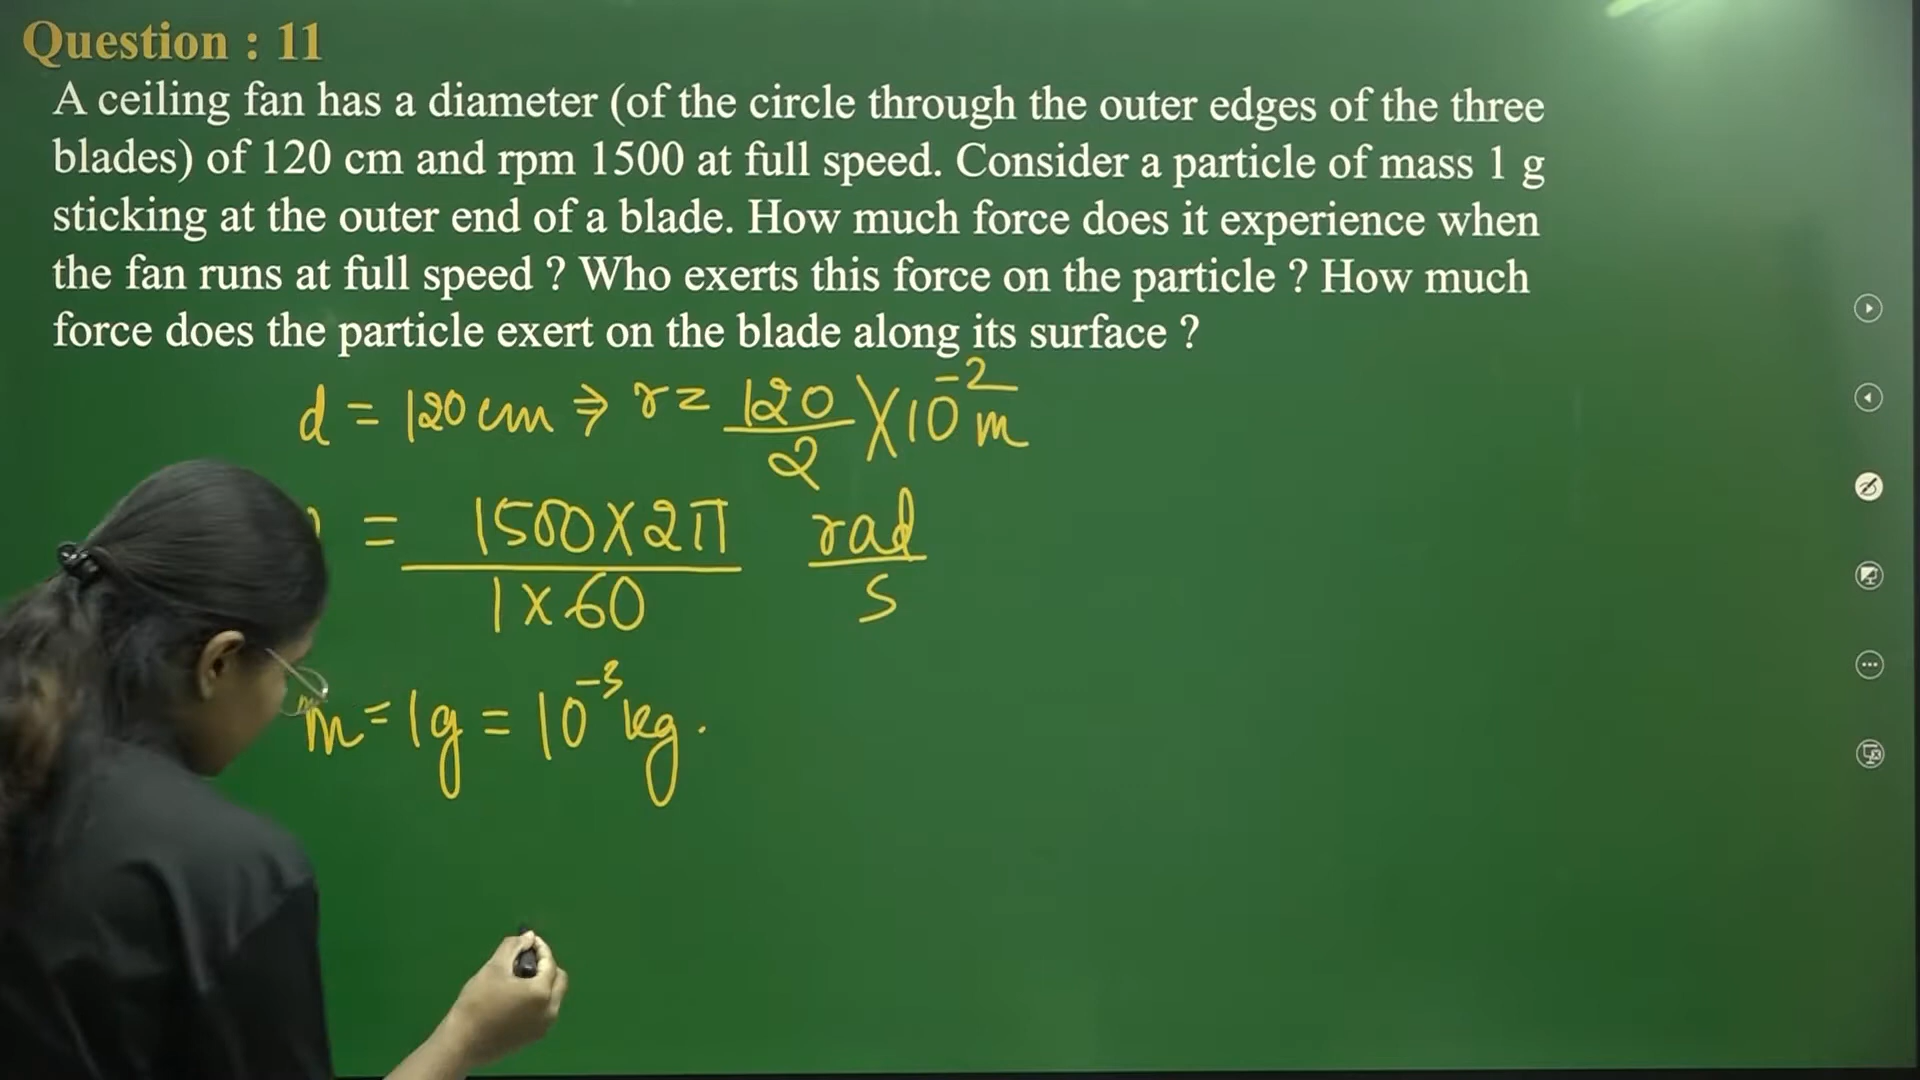 Question : 11
A ceiling fan has a diameter (of the circle through the outer edges of the three
blades) of 120 cm and rpm 1500 at full speed. Consider a particle of mass 1 g
sticking at the outer end of a blade. How much force does it experience when
the fan runs at full speed ? Who exerts this force on the particle ? How much
force does the particle exert on the blade along its surface ?
d = 120 cm ⇒ r = 120/2 × 10⁻² m
= 1500 × 2π / 1 × 60 rad/s
m = 1g = 10⁻³ kg.